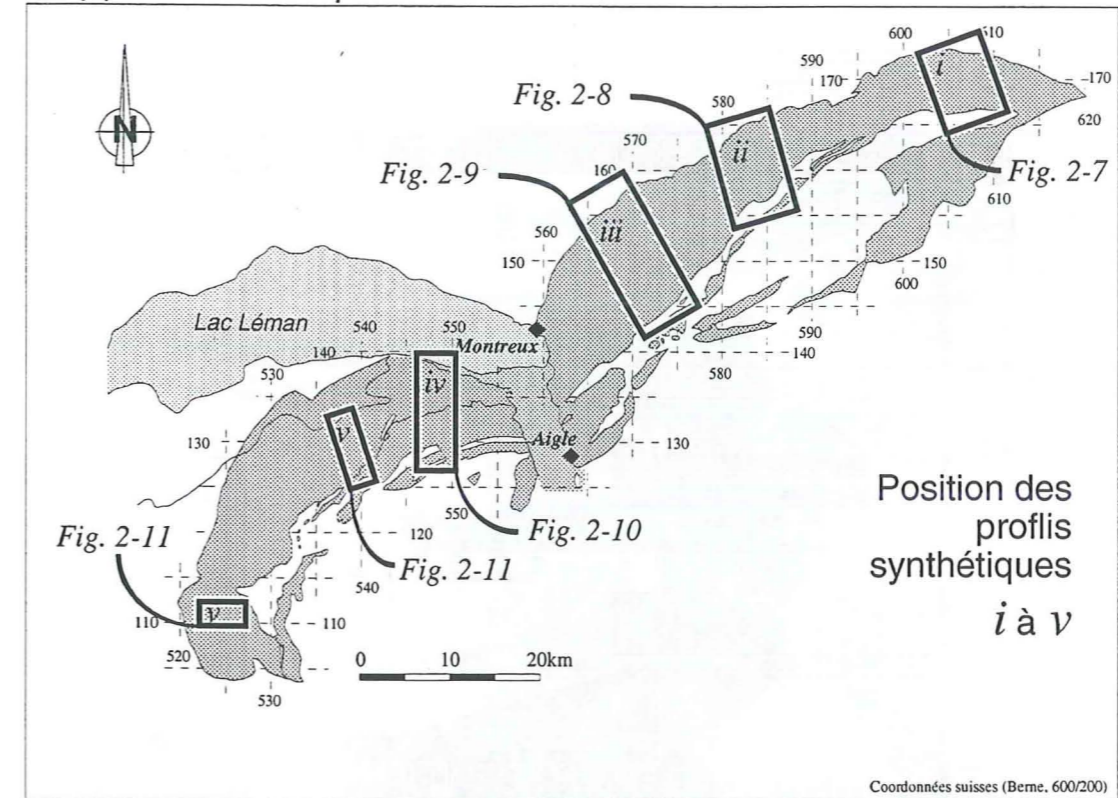 600
510
590
170
170
i
620
Fig. 2-8
580
570
ii
Fig. 2-7
610
Fig. 2-9
160
iii
560
150
150
600
Lac Léman
540
550
Montreux
590
140
140
530
iv
580
v
130
Aigle
130
Position des
proflis
synthétiques
i à v
Fig. 2-11
550
120
Fig. 2-10
540
Fig. 2-11
v
110
110
520
530
0 10 20km
N
Coordonnées suisses (Berne, 600/200)